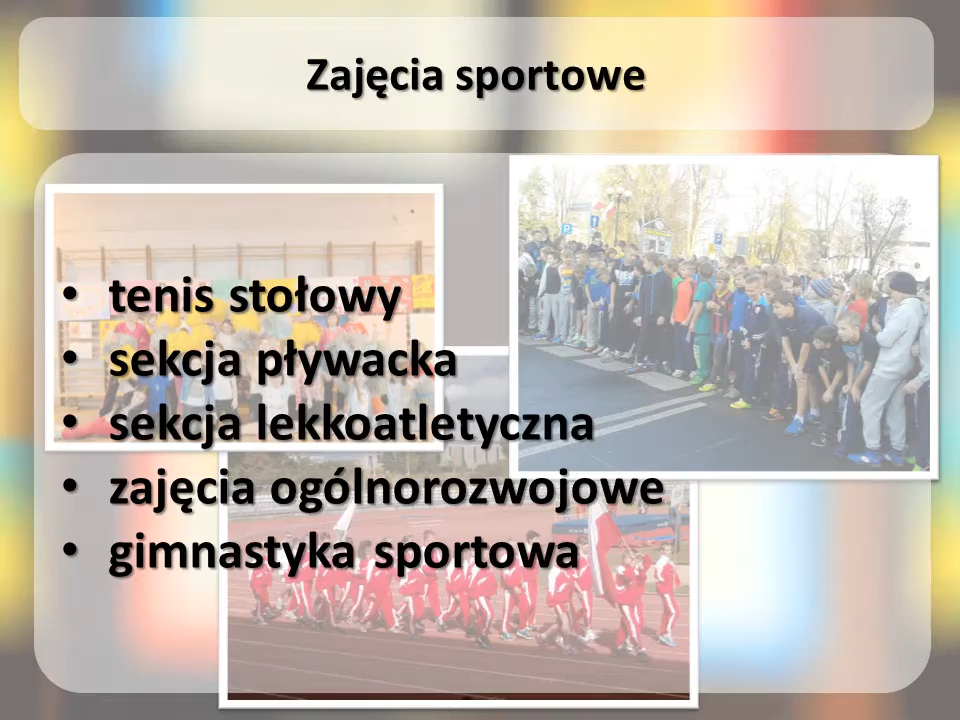 Zajęcia sportowe
• tenis stołowy
• sekcja pływacka
• sekcja lekkoatletyczna
• zajęcia ogólnorozwojowe
• gimnastyka sportowa